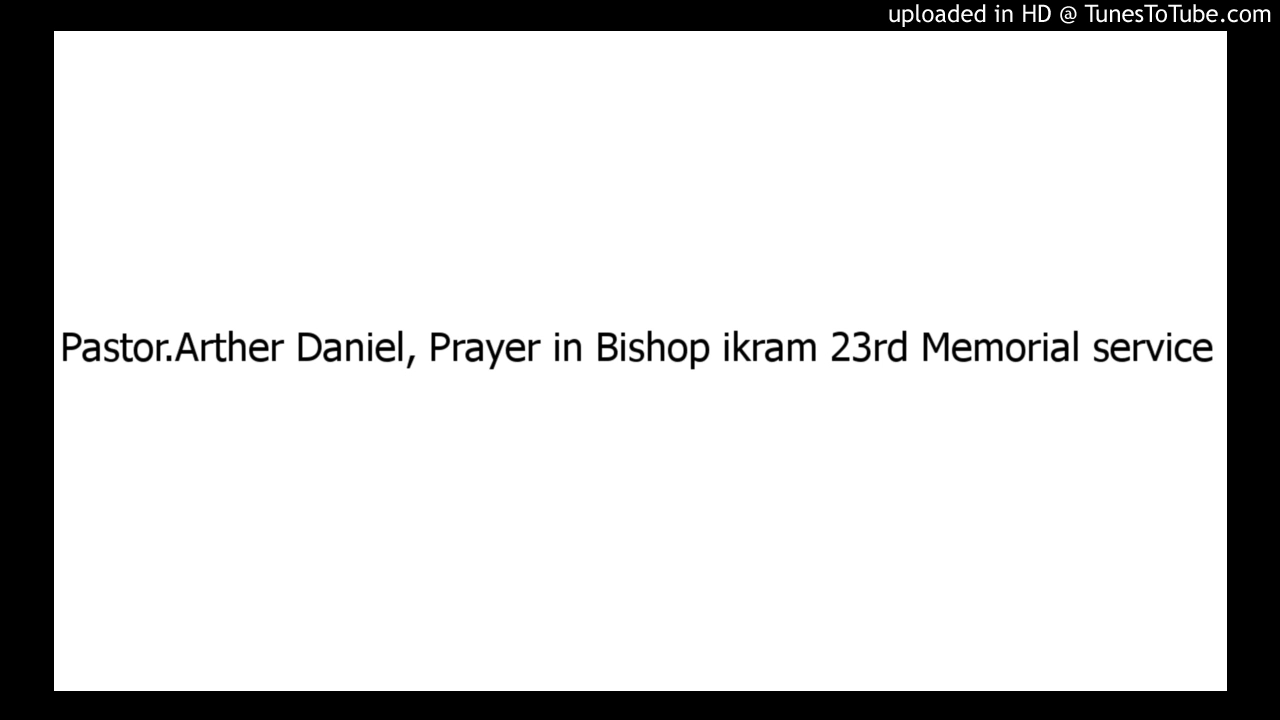 uploaded in HD @ TunesToTube.com
Pastor.Arther Daniel, Prayer in Bishop ikram 23rd Memorial service